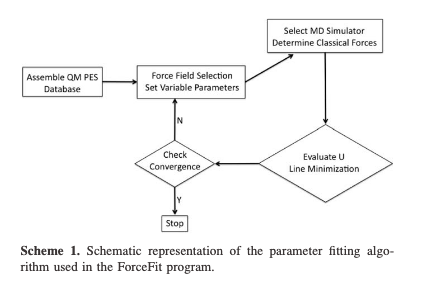 Select MD Simulator
Determine Classical Forces
Assemble QM PES
Database
Force Field Selection
Set Variable Parameters
N
Check
Convergence
Evaluate U
Line Minimization
Y
Stop
Scheme 1. Schematic representation of the parameter fitting algo-
rithm used in the ForceFit program.